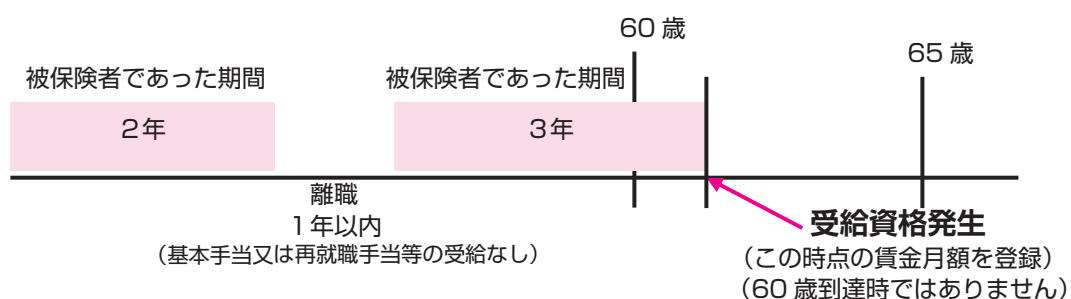 60 歳
65 歳
被保険者であった期間
被保険者であった期間
2年
3年
離職
1年以内
（基本手当又は再就職手当等の受給なし）
受給資格発生
（この時点の賃金月額を登録）
（60 歳到達時ではありません）